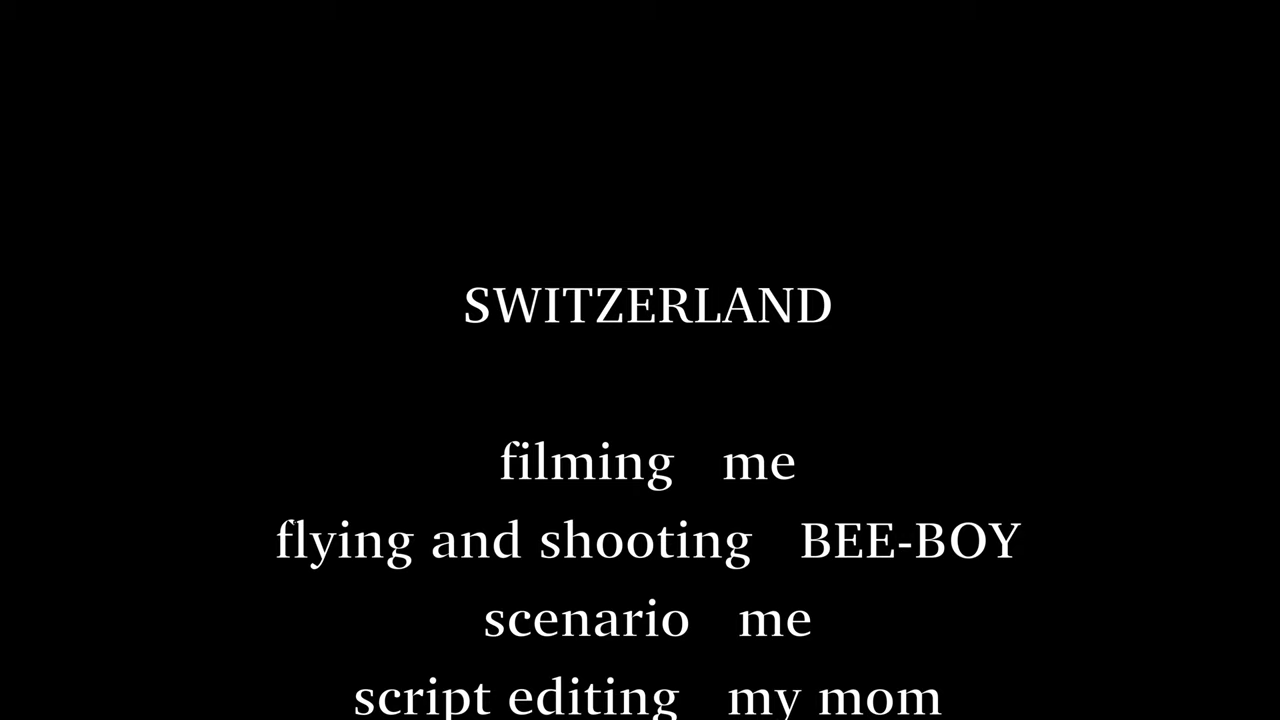 SWITZERLAND
filming me
flying and shooting BEE-BOY
scenario me
script editing my mom